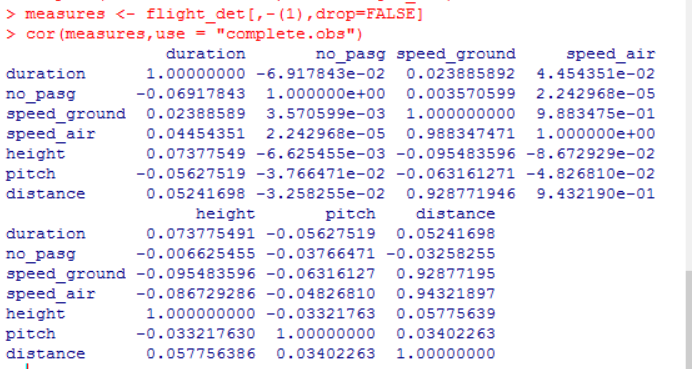 > measures <- flight_det[,-(1),drop=FALSE]
> cor(measures,use = "complete.obs")
duration no_pasg speed_ground speed_air
duration 1.00000000 -6.917843e-02 0.023885892 4.454351e-02
no_pasg -0.06917843 1.000000e+00 0.003570599 2.242968e-05
speed_ground 0.02388589 3.570599e-03 1.000000000 9.883475e-01
speed_air 0.04454351 2.242968e-05 0.988347471 1.000000e+00
height 0.07377549 -6.625455e-03 -0.095483596 -8.672929e-02
pitch -0.05627519 -3.766471e-02 -0.063161271 -4.826810e-02
distance 0.05241698 -3.258255e-02 0.928771946 9.432190e-01
height pitch distance
duration 0.073775491 -0.05627519 0.05241698
no_pasg -0.006625455 -0.03766471 -0.03258255
speed_ground -0.095483596 -0.06316127 0.92877195
speed_air -0.086729286 -0.04826810 0.94321897
height 1.000000000 -0.03321763 0.05775639
pitch -0.033217630 1.00000000 0.03402263
distance 0.057756386 0.03402263 1.00000000